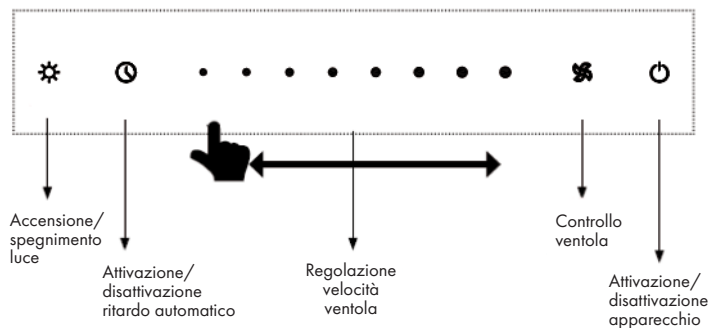 Accensione/
spegnimento
luce
Attivazione/
disattivazione
ritardo automatico
Regolazione
velocità
ventola
Controllo
ventola
Attivazione/
disattivazione
apparecchio